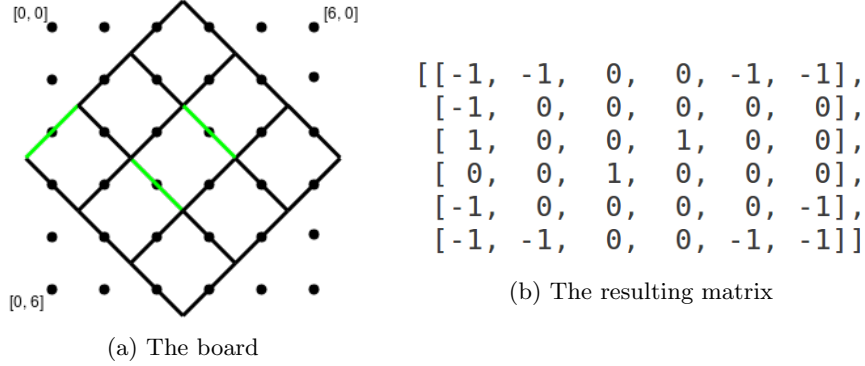 [0, 0]
[6, 0]
[0, 6]
(a) The board
[[-1, -1, 0, 0, -1, -1],
[-1, 0, 0, 0, 0, 0],
[ 1, 0, 0, 1, 0, 0],
[ 0, 0, 1, 0, 0, 0],
[-1, 0, 0, 0, 0, -1],
[-1, -1, 0, 0, -1, -1]]
(b) The resulting matrix